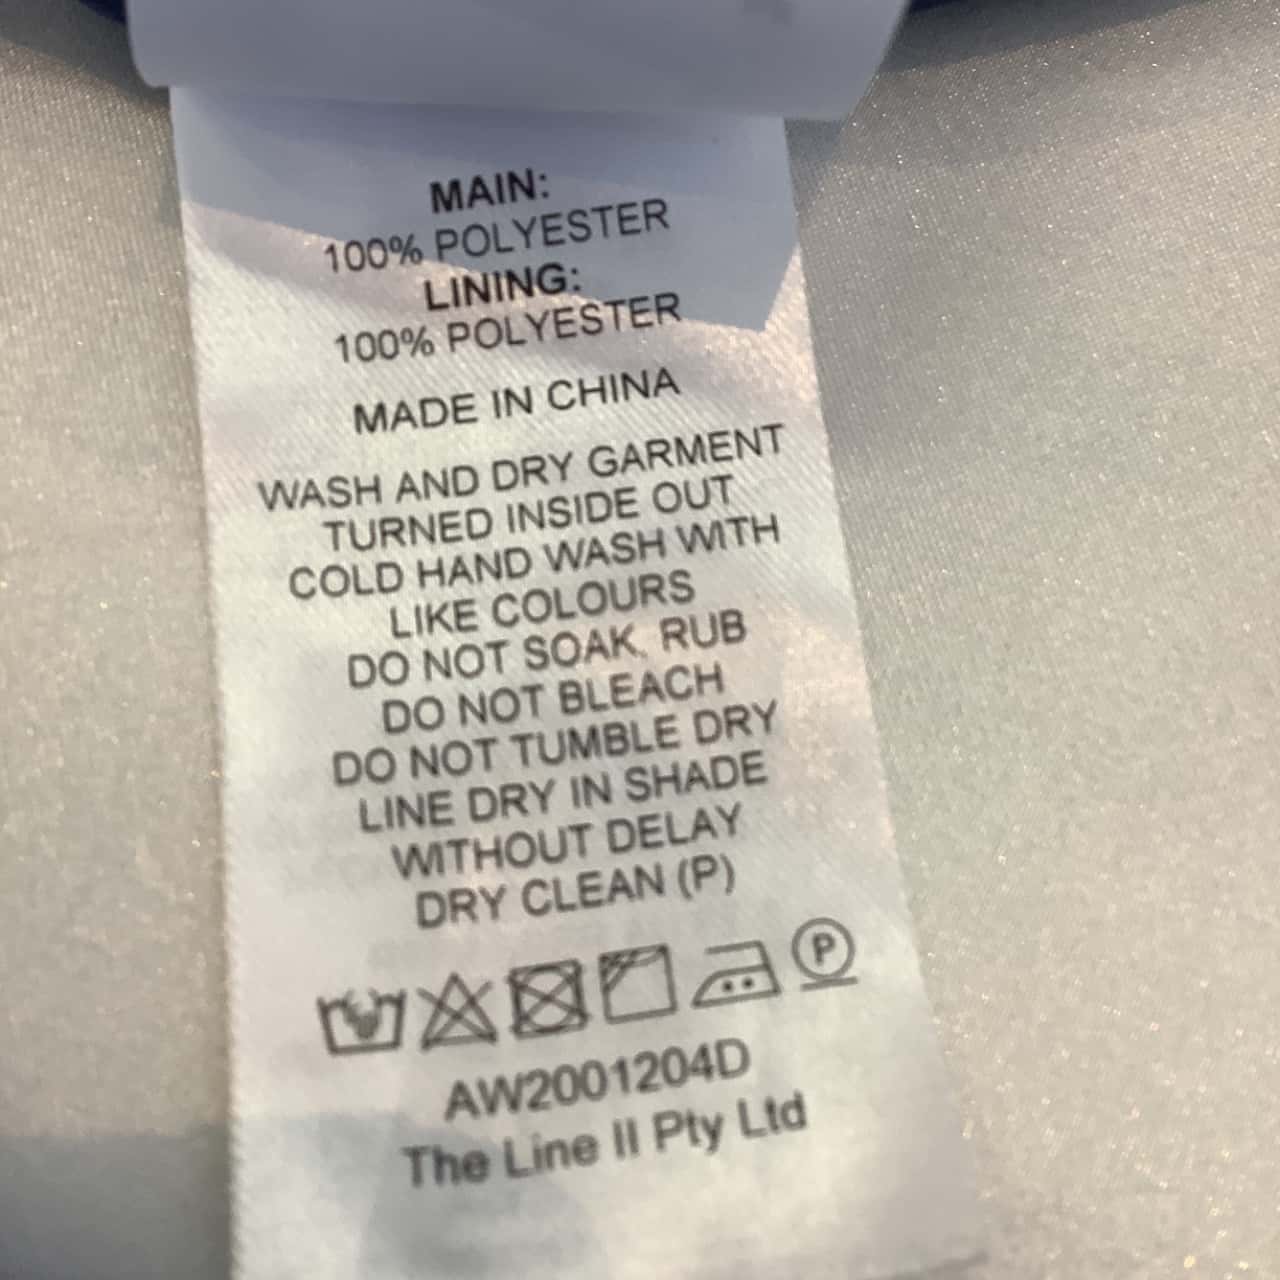 MAIN:
100% POLYESTER
LINING:
100% POLYESTER
MADE IN CHINA
WASH AND DRY GARMENT
TURNED INSIDE OUT
COLD HAND WASH WITH
LIKE COLOURS
DO NOT SOAK, RUB
DO NOT BLEACH
DO NOT TUMBLE DRY
LINE DRY IN SHADE
WITHOUT DELAY
DRY CLEAN (P)
P
AW2001204D
The Line II Pty Ltd